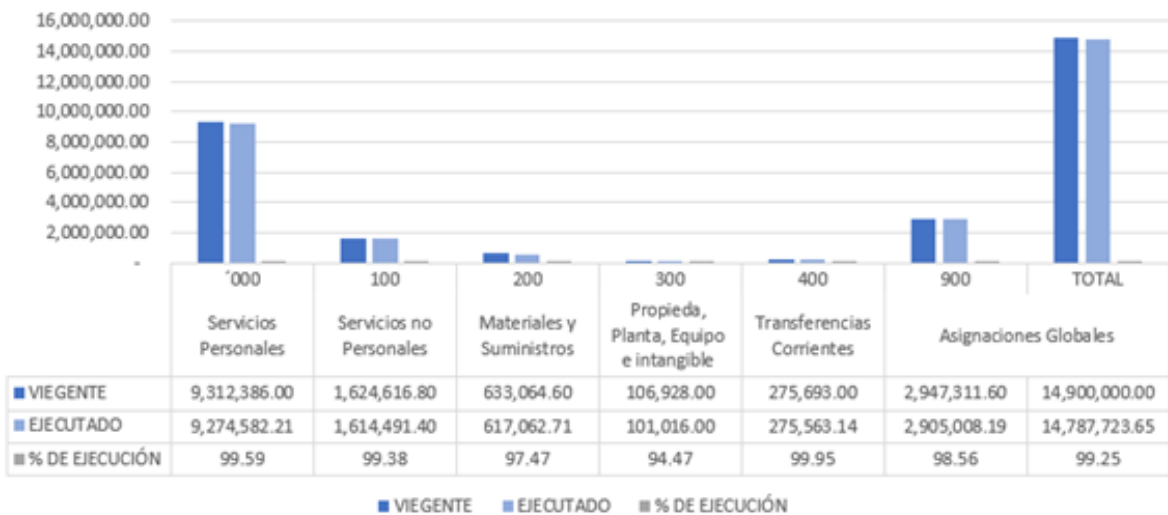 16,000,000.00
14,000,000.00
12,000,000.00
10,000,000.00
8,000,000.00
6,000,000.00
4,000,000.00
2,000,000.00
-
´000 100 200 300 400 900 TOTAL
Servicios Personales
Servicios no Personales
Materiales y Suministros
Propieda, Planta, Equipo e intangible
Transferencias Corrientes
Asignaciones Globales
VIEGENTE 9,312,386.00 1,624,616.80 633,064.60 106,928.00 275,693.00 2,947,311.60 14,900,000.00
EJECUTADO 9,274,582.21 1,614,491.40 617,062.71 101,016.00 275,563.14 2,905,008.19 14,787,723.65
% DE EJECUCIÓN 99.59 99.38 97.47 94.47 99.95 98.56 99.25
VIEGENTE EJECUTADO % DE EJECUCIÓN